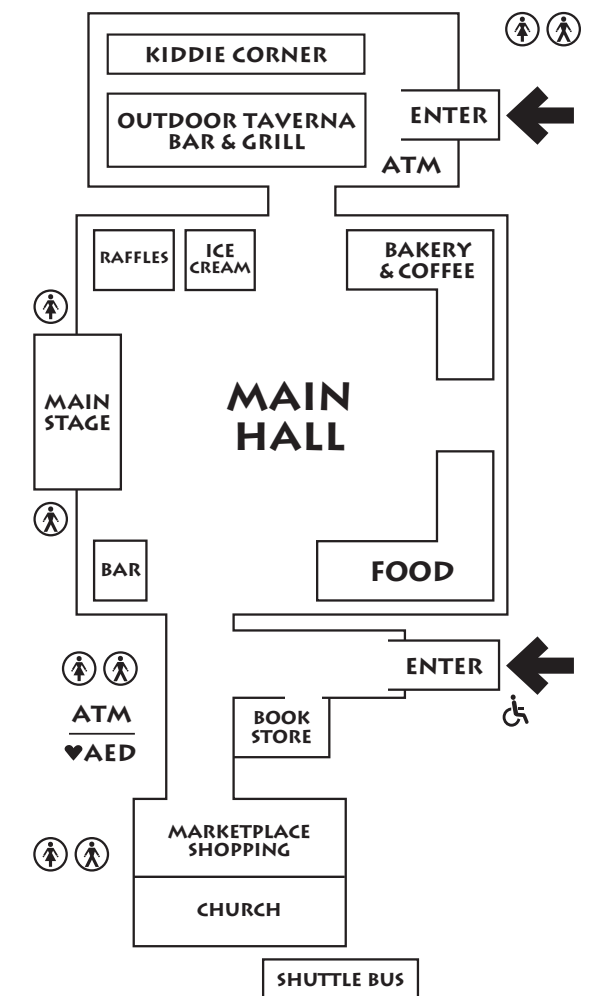 KIDDIE CORNER
OUTDOOR TAVERNA
BAR & GRILL
ENTER
ATM
RAFFLES
ICE
CREAM
BAKERY
& COFFEE
MAIN
STAGE
MAIN
HALL
BAR
FOOD
ENTER
ATM
AED
BOOK
STORE
MARKETPLACE
SHOPPING
CHURCH
SHUTTLE BUS